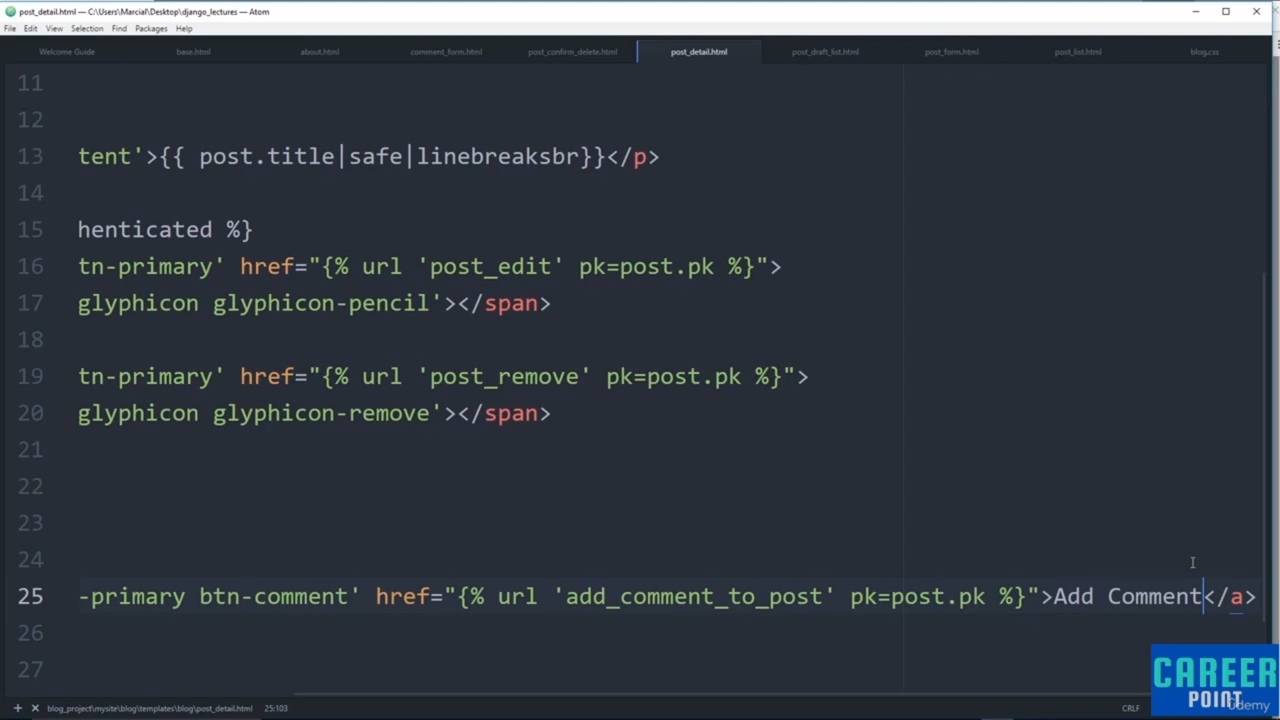 post_detail.html — C:\Users\Marcial\Desktop\django_lectures — Atom
File Edit View Selection Find Packages Help
Welcome Guide base.html about.html comment_form.html post_confirm_delete.html post_detail.html post_draft_list.html post_form.html post_list.html blog.css
11
12
13 tent'>{{ post.title|safe|linebreaksbr}}</p>
14
15 henticated %}
16 tn-primary' href="{% url 'post_edit' pk=post.pk %}">
17 glyphicon glyphicon-pencil'></span>
18
19 tn-primary' href="{% url 'post_remove' pk=post.pk %}">
20 glyphicon glyphicon-remove'></span>
21
22
23
24
25 -primary btn-comment' href="{% url 'add_comment_to_post' pk=post.pk %}">Add Comment</a>
26
27
CAREER
POINT
udemy
+ × blog_project\mysite\blog\templates\blog\post_detail.html 25:103 CRLF